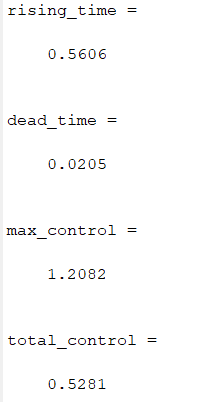 rising_time =
0.5606
dead_time =
0.0205
max_control =
1.2082
total_control =
0.5281